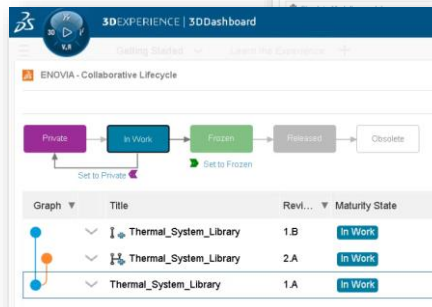 3DEXPERIENCE | 3DDashboard
3D
V,R
Getting Started
Learn the Experience
ENOVIA - Collaborative Lifecycle
Private
In Work
Frozen
Released
Obsolete
Set to Private
Set to Frozen
Graph Title Revi... Maturity State
Thermal_System_Library 1.B In Work
Thermal_System_Library 2.A In Work
Thermal_System_Library 1.A In Work